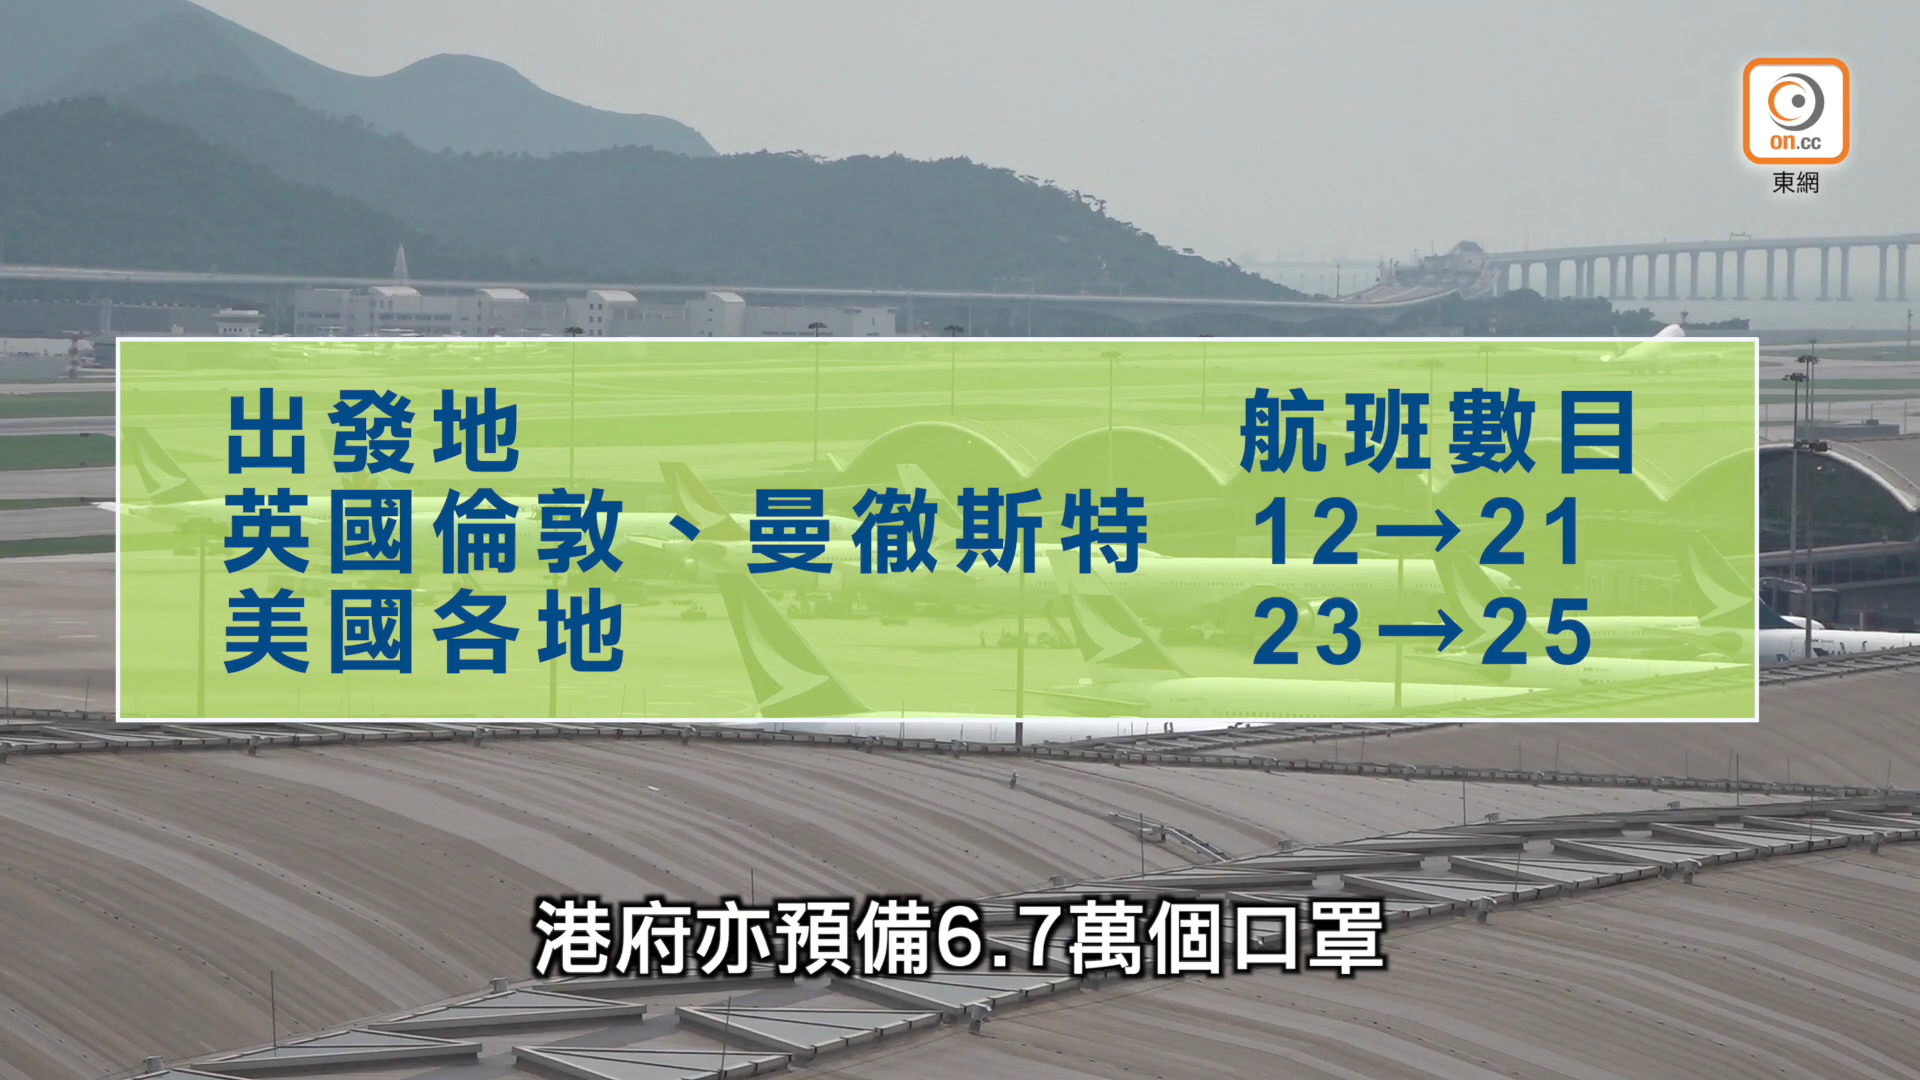 on.cc
東網
出發地 航班數目
英國倫敦、曼徹斯特 12→21
美國各地 23→25
港府亦預備6.7萬個口罩